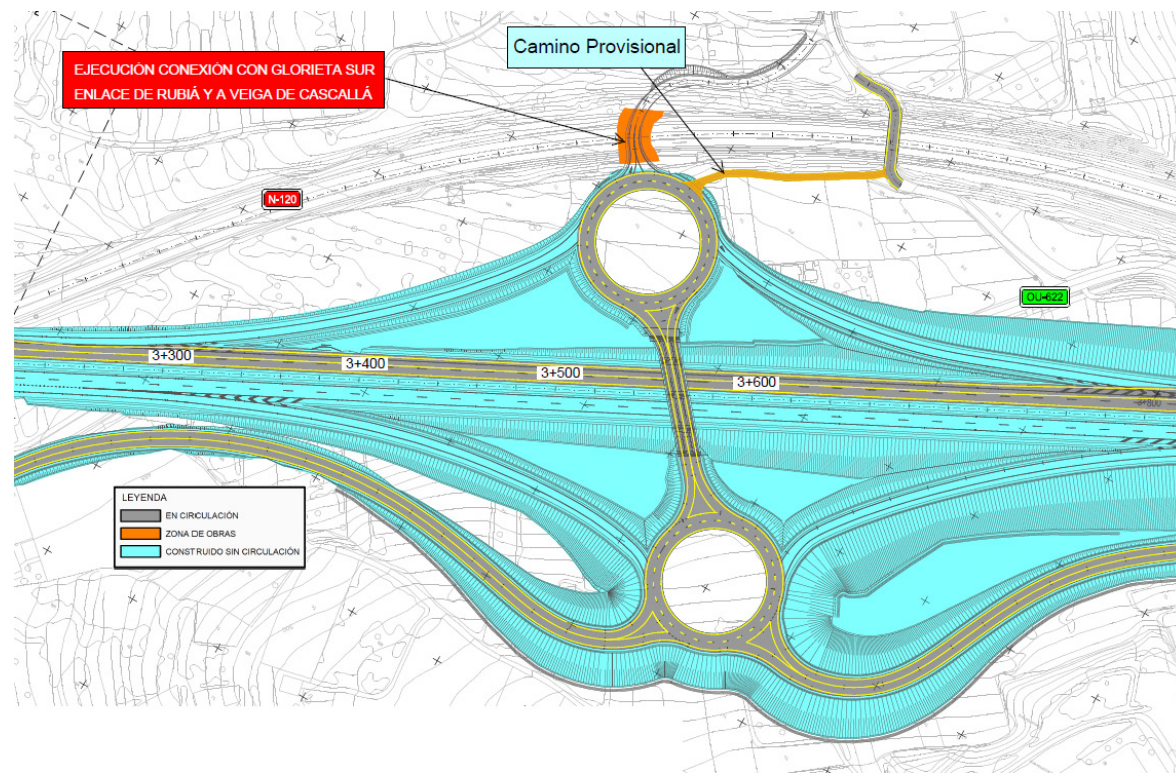 Camino Provisional
EJECUCIÓN CONEXIÓN CON GLORIETA SUR
ENLACE DE RUBIÁ Y A VEIGA DE CASCALLÁ
N-120
OU-622
3+300
3+400
3+500
3+600
LEYENDA
EN CIRCULACIÓN
ZONA DE OBRAS
CONSTRUIDO SIN CIRCULACIÓN